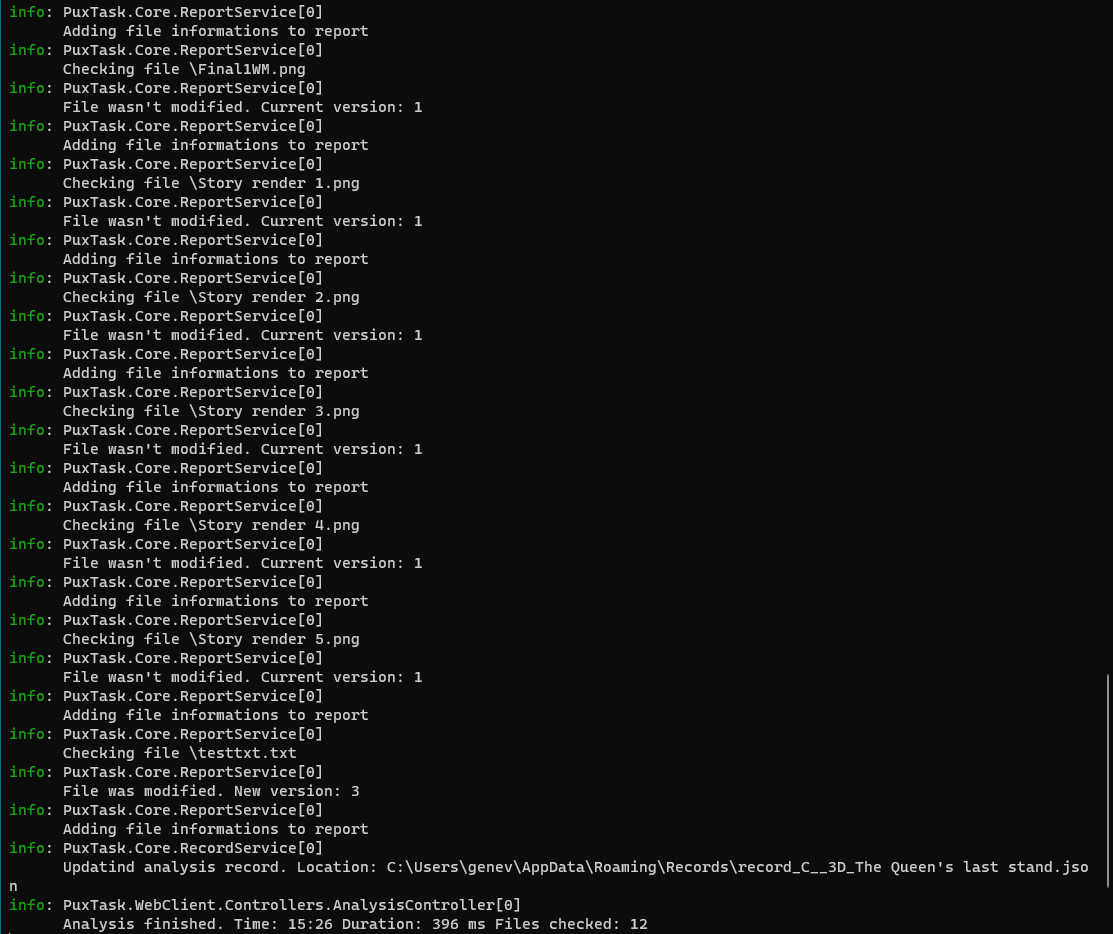 info: PuxTask.Core.ReportService[0]
      Adding file informations to report
info: PuxTask.Core.ReportService[0]
      Checking file \Final1WM.png
info: PuxTask.Core.ReportService[0]
      File wasn't modified. Current version: 1
info: PuxTask.Core.ReportService[0]
      Adding file informations to report
info: PuxTask.Core.ReportService[0]
      Checking file \Story render 1.png
info: PuxTask.Core.ReportService[0]
      File wasn't modified. Current version: 1
info: PuxTask.Core.ReportService[0]
      Adding file informations to report
info: PuxTask.Core.ReportService[0]
      Checking file \Story render 2.png
info: PuxTask.Core.ReportService[0]
      File wasn't modified. Current version: 1
info: PuxTask.Core.ReportService[0]
      Adding file informations to report
info: PuxTask.Core.ReportService[0]
      Checking file \Story render 3.png
info: PuxTask.Core.ReportService[0]
      File wasn't modified. Current version: 1
info: PuxTask.Core.ReportService[0]
      Adding file informations to report
info: PuxTask.Core.ReportService[0]
      Checking file \Story render 4.png
info: PuxTask.Core.ReportService[0]
      File wasn't modified. Current version: 1
info: PuxTask.Core.ReportService[0]
      Adding file informations to report
info: PuxTask.Core.ReportService[0]
      Checking file \Story render 5.png
info: PuxTask.Core.ReportService[0]
      File wasn't modified. Current version: 1
info: PuxTask.Core.ReportService[0]
      Adding file informations to report
info: PuxTask.Core.ReportService[0]
      Checking file \testtxt.txt
info: PuxTask.Core.ReportService[0]
      File was modified. New version: 3
info: PuxTask.Core.ReportService[0]
      Adding file informations to report
info: PuxTask.Core.RecordService[0]
      Updatind analysis record. Location: C:\Users\genev\AppData\Roaming\Records\record_C__3D_The Queen's last stand.jso
n
info: PuxTask.WebClient.Controllers.AnalysisController[0]
      Analysis finished. Time: 15:26 Duration: 396 ms Files checked: 12